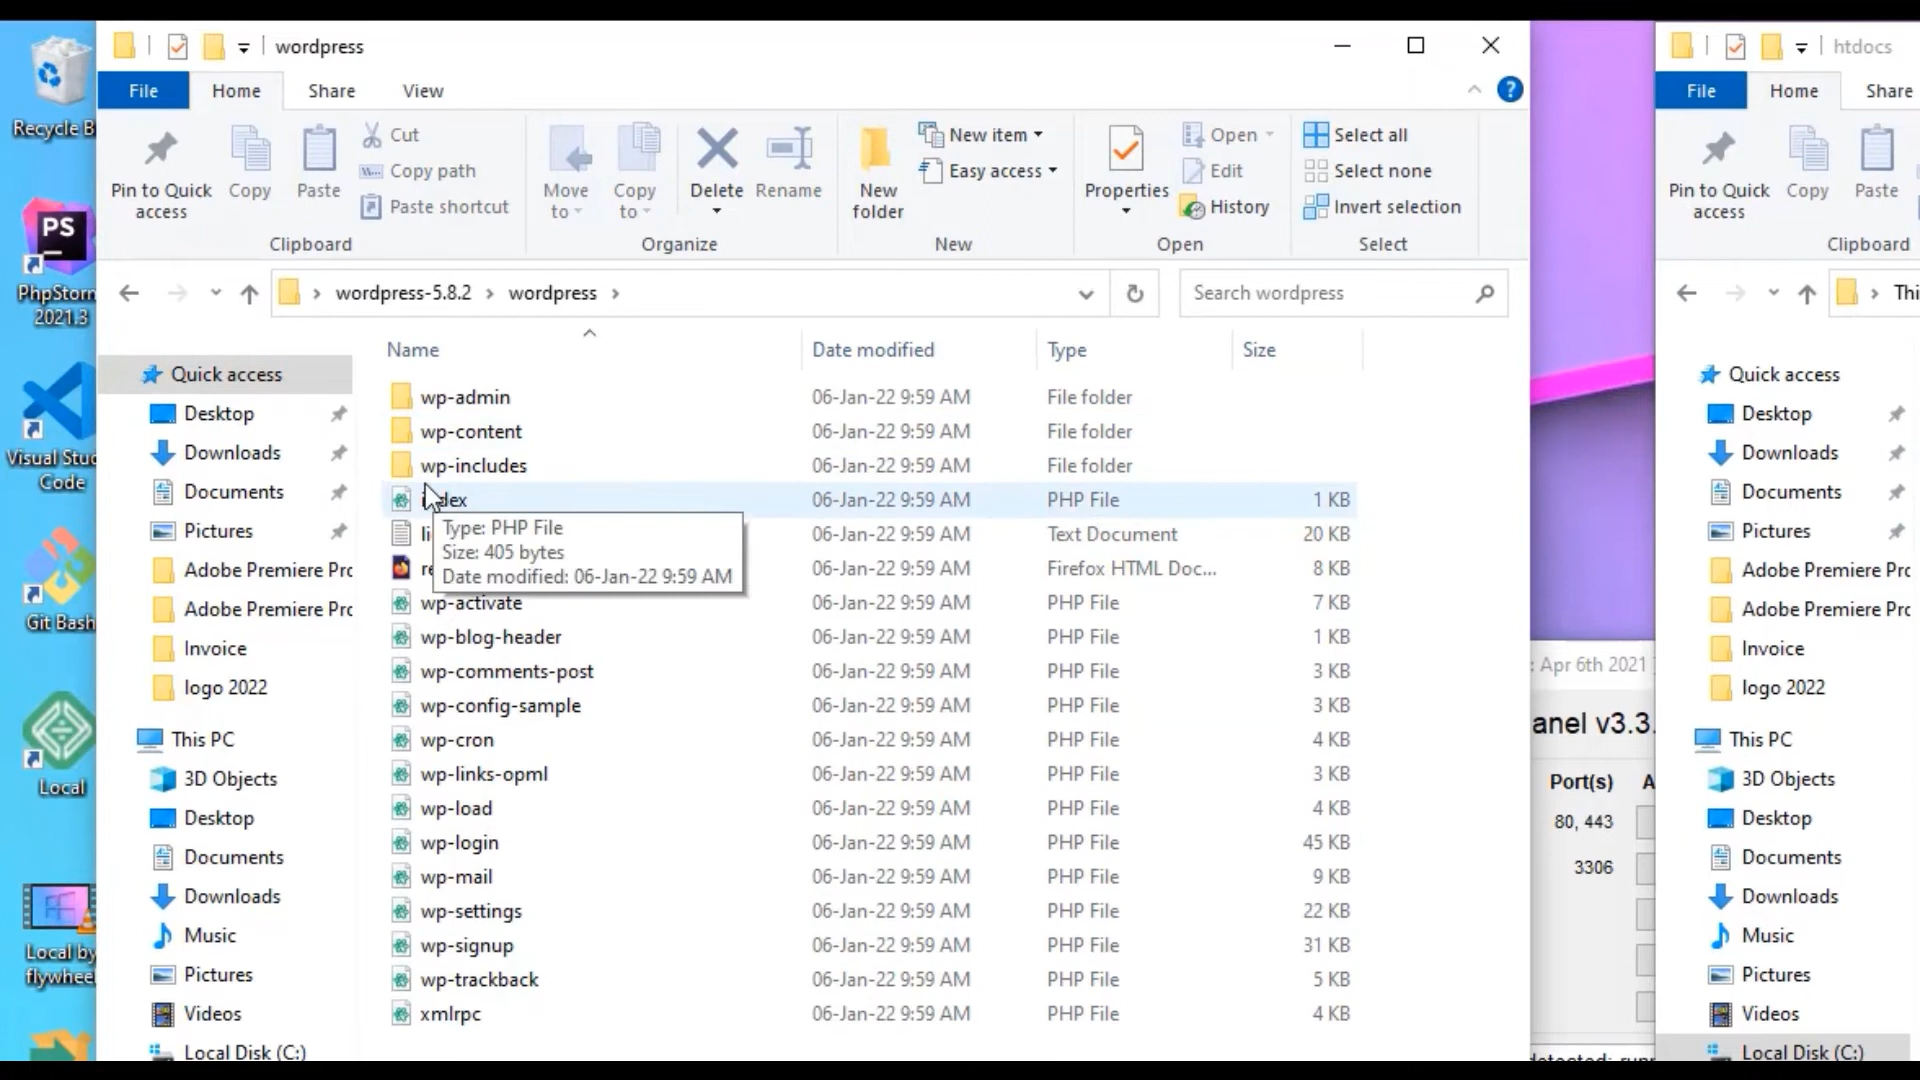 wordpress
File
Home
Share
View
Pin to Quick access
Copy
Paste
Cut
Copy path
Paste shortcut
Clipboard
Move to
Copy to
Delete
Rename
Organize
New folder
New item
Easy access
New
Properties
Open
Edit
History
Open
Select all
Select none
Invert selection
Select
wordpress-5.8.2 › wordpress ›
Search wordpress
Name Date modified Type Size
wp-admin 06-Jan-22 9:59 AM File folder
wp-content 06-Jan-22 9:59 AM File folder
wp-includes 06-Jan-22 9:59 AM File folder
06-Jan-22 9:59 AM PHP File 1 KB
06-Jan-22 9:59 AM Text Document 20 KB
06-Jan-22 9:59 AM Firefox HTML Doc... 8 KB
wp-activate 06-Jan-22 9:59 AM PHP File 7 KB
wp-blog-header 06-Jan-22 9:59 AM PHP File 1 KB
wp-comments-post 06-Jan-22 9:59 AM PHP File 3 KB
wp-config-sample 06-Jan-22 9:59 AM PHP File 3 KB
wp-cron 06-Jan-22 9:59 AM PHP File 4 KB
wp-links-opml 06-Jan-22 9:59 AM PHP File 3 KB
wp-load 06-Jan-22 9:59 AM PHP File 4 KB
wp-login 06-Jan-22 9:59 AM PHP File 45 KB
wp-mail 06-Jan-22 9:59 AM PHP File 9 KB
wp-settings 06-Jan-22 9:59 AM PHP File 22 KB
wp-signup 06-Jan-22 9:59 AM PHP File 31 KB
wp-trackback 06-Jan-22 9:59 AM PHP File 5 KB
xmlrpc 06-Jan-22 9:59 AM PHP File 4 KB
Type: PHP File
Size: 405 bytes
Date modified: 06-Jan-22 9:59 AM
Quick access
Desktop
Downloads
Documents
Pictures
Adobe Premiere Prc
Adobe Premiere Prc
Invoice
logo 2022
This PC
3D Objects
Desktop
Documents
Downloads
Music
Pictures
Videos
Local Disk (C:)
Recycle B
PS
PhpStorm
2021.3
Visual Stud
Code
Git Bash
Local
Local by
flywheel
: Apr 6th 2021
anel v3.3.
Port(s) A
80, 443
3306
htdocs
File
Home
Share
Pin to Quick access
Copy
Paste
Clipboard
Thi
Quick access
Desktop
Downloads
Documents
Pictures
Adobe Premiere Prc
Adobe Premiere Prc
Invoice
logo 2022
This PC
3D Objects
Desktop
Documents
Downloads
Music
Pictures
Videos
Local Disk (C:)